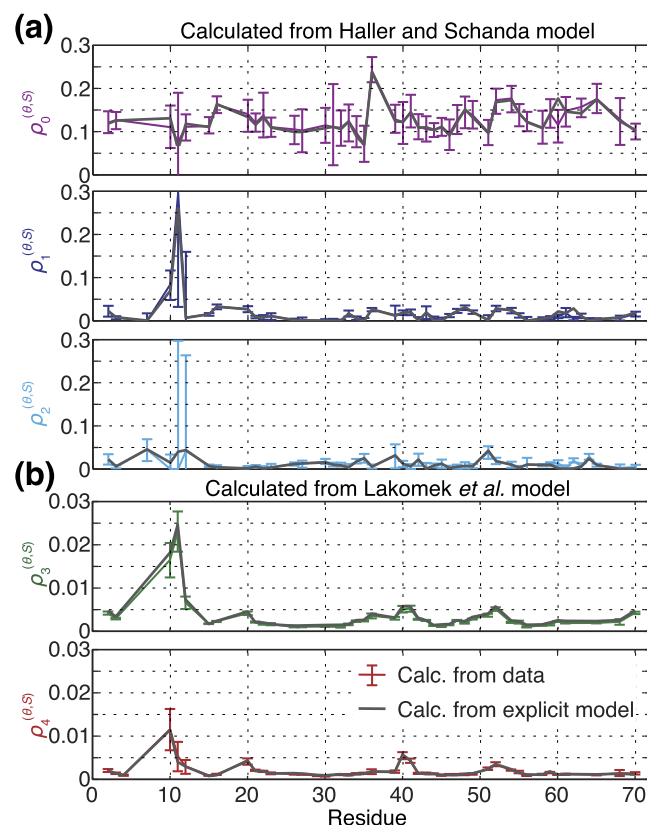 (a) Calculated from Haller and Schanda model
0.3
0.2
0.1
0
ρ0(θ,S)
0.3
0.2
0.1
0
ρ1(θ,S)
0.3
0.2
0.1
0
ρ2(θ,S)
(b) Calculated from Lakomek et al. model
0.03
0.02
0.01
0
ρ3(θ,S)
0.03
0.02
0.01
0
ρ4(θ,S)
Calc. from data
Calc. from explicit model
0 10 20 30 40 50 60 70
Residue